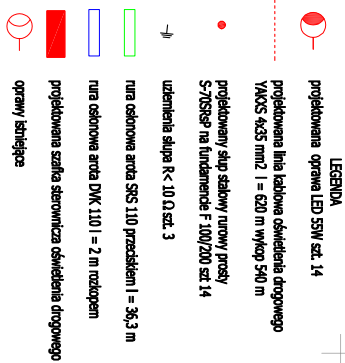 LEGENDA
projektowana oprawa LED 55W szt. 14
projektowana linia kablowa oświetlenia drogowego
YAKXS 4x35 mm2 l = 620 m wykop 540 m
projektowany słup stalowy rurowy prosty
S-70SRsP na fundamencie F 100/200 szt 14
uziemienia słupa R< 10 Ω szt. 3
rura osłonowa arota SRS 110 przeciskiem l = 36,3 m
rura osłonowa arota DVK 110 l = 2 m rozkopem
projektowana szafka sterownicza oświetlenia drogowego
oprawy istniejące